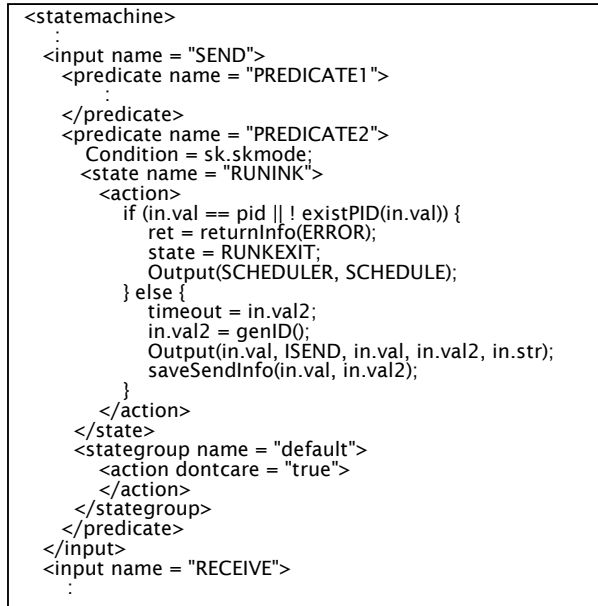 <statemachine>
:
<input name = "SEND">
<predicate name = "PREDICATE1">
:
</predicate>
<predicate name = "PREDICATE2">
Condition = sk.skmode;
<state name = "RUNINK">
<action>
if (in.val == pid || ! existPID(in.val)) {
ret = returnInfo(ERROR);
state = RUNKEXIT;
Output(SCHEDULER, SCHEDULE);
} else {
timeout = in.val2;
in.val2 = genID();
Output(in.val, ISEND, in.val, in.val2, in.str);
saveSendInfo(in.val, in.val2);
}
</action>
</state>
<stategroup name = "default">
<action dontcare = "true">
</action>
</stategroup>
</predicate>
</input>
<input name = "RECEIVE">
: